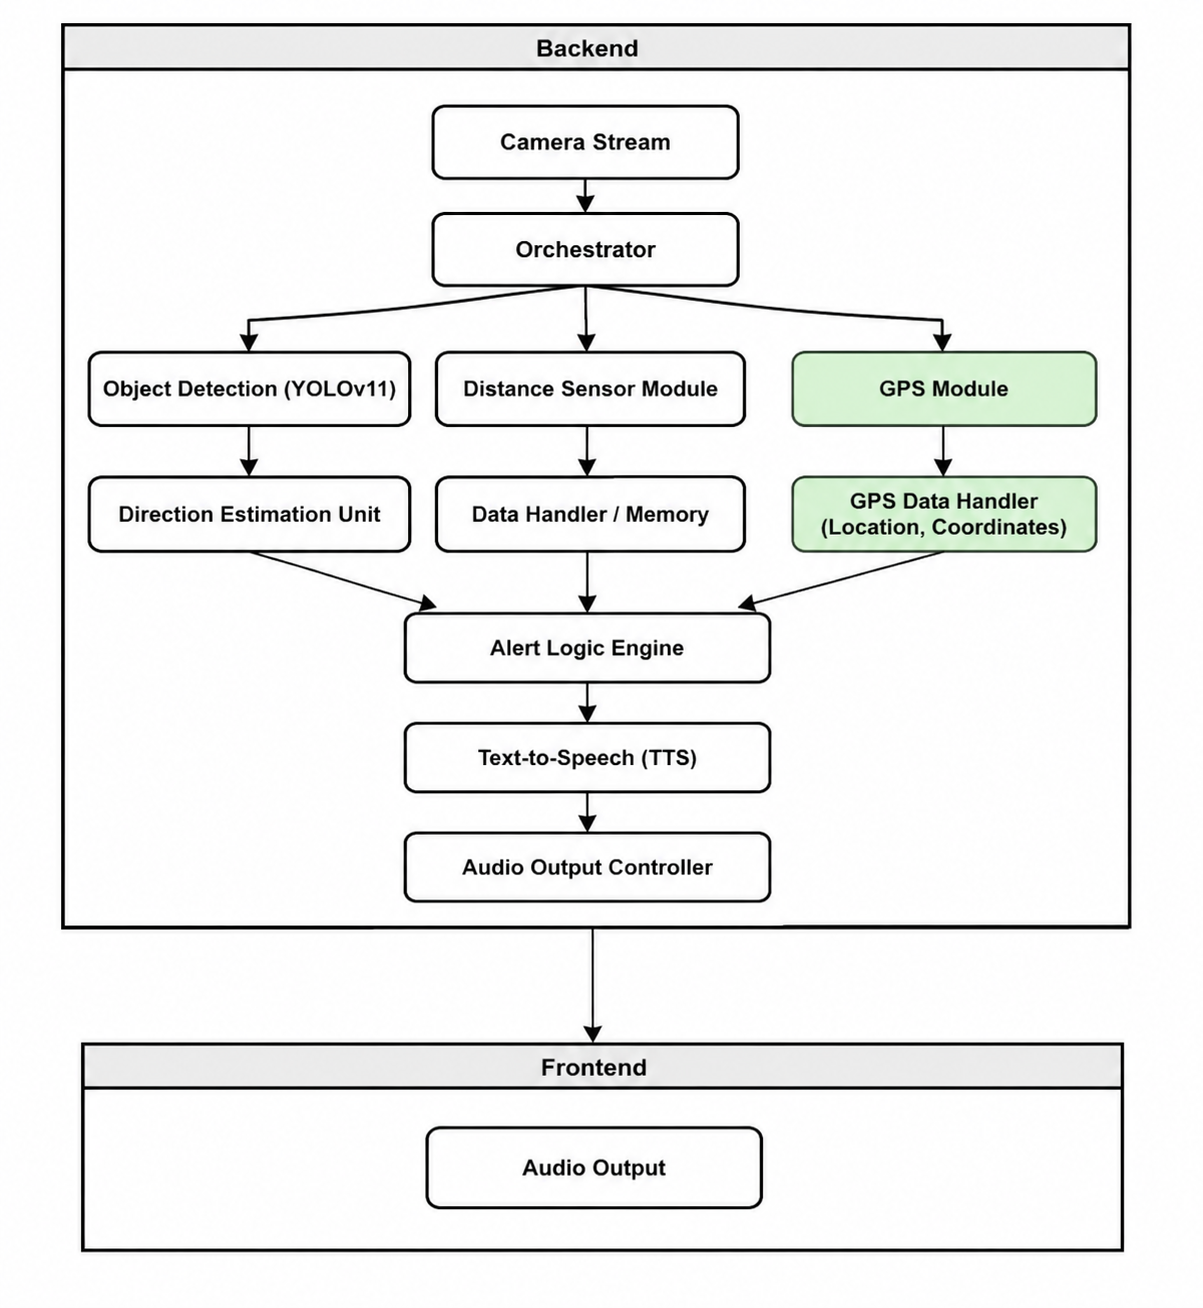 Backend
Camera Stream
Orchestrator
Object Detection (YOLOv11)
Distance Sensor Module
GPS Module
Direction Estimation Unit
Data Handler / Memory
GPS Data Handler
(Location, Coordinates)
Alert Logic Engine
Text-to-Speech (TTS)
Audio Output Controller
Frontend
Audio Output